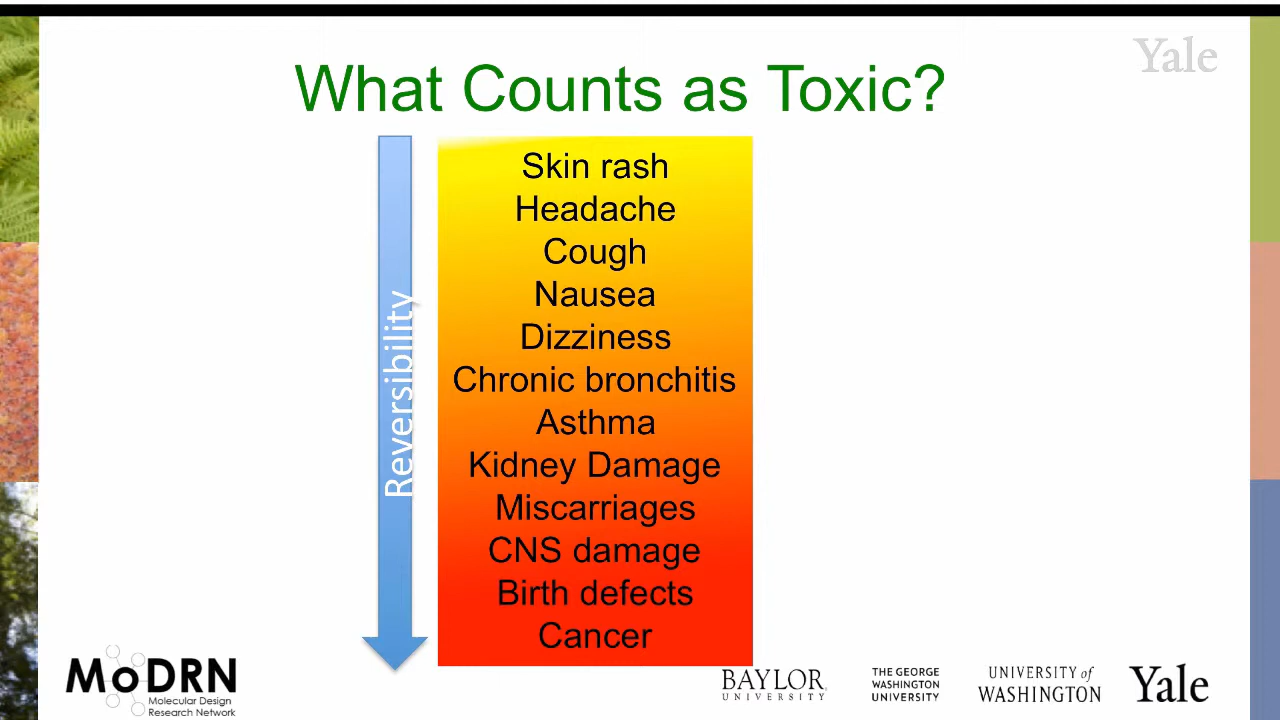 Yale
What Counts as Toxic?
Reversibility
Skin rash
Headache
Cough
Nausea
Dizziness
Chronic bronchitis
Asthma
Kidney Damage
Miscarriages
CNS damage
Birth defects
Cancer
MoDRN
Molecular Design
Research Network
BAYLOR
UNIVERSITY
THE GEORGE
WASHINGTON
UNIVERSITY
UNIVERSITY of
WASHINGTON
Yale